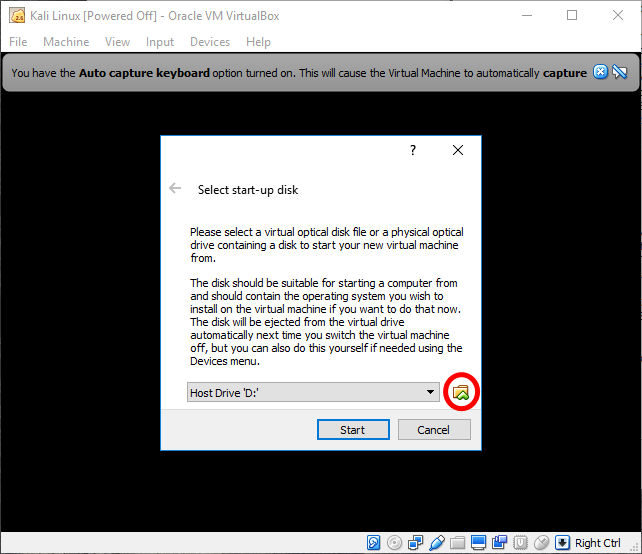 Kali Linux [Powered Off] - Oracle VM VirtualBox
File Machine View Input Devices Help
You have the Auto capture keyboard option turned on. This will cause the Virtual Machine to automatically capture
?
Select start-up disk
Please select a virtual optical disk file or a physical optical
drive containing a disk to start your new virtual machine
from.
The disk should be suitable for starting a computer from
and should contain the operating system you wish to
install on the virtual machine if you want to do that now.
The disk will be ejected from the virtual drive
automatically next time you switch the virtual machine
off, but you can also do this yourself if needed using the
Devices menu.
Host Drive 'D:'
Start Cancel
Right Ctrl